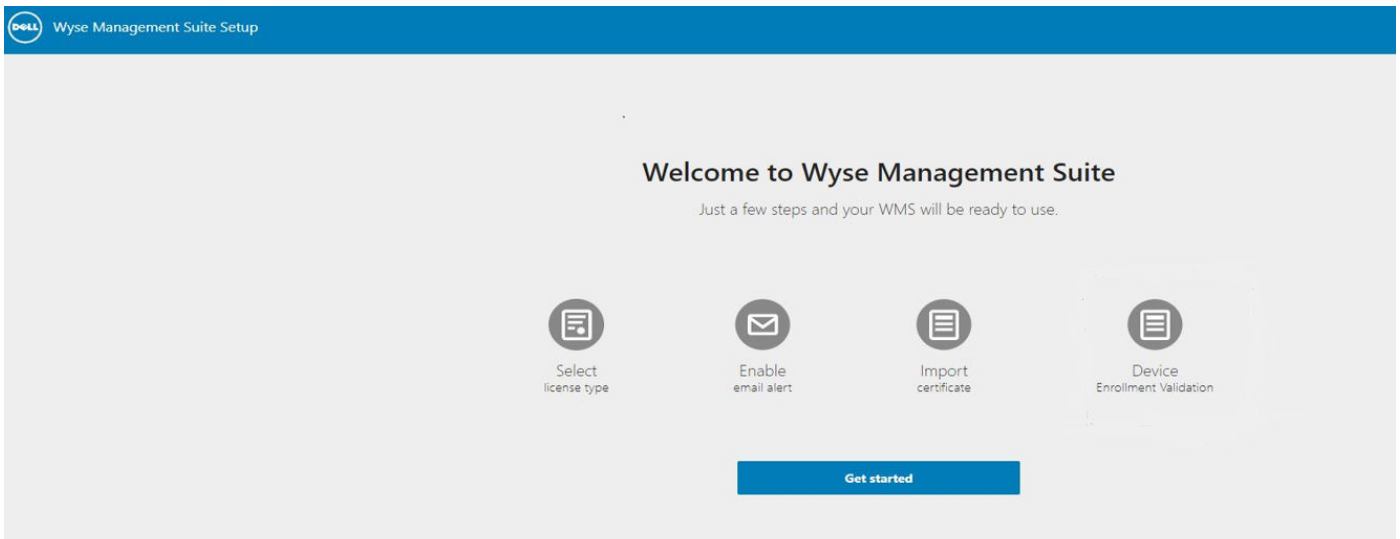 DELL Wyse Management Suite Setup
Welcome to Wyse Management Suite
Just a few steps and your WMS will be ready to use.
Select
license type
Enable
email alert
Import
certificate
Device
Enrollment Validation
Get started